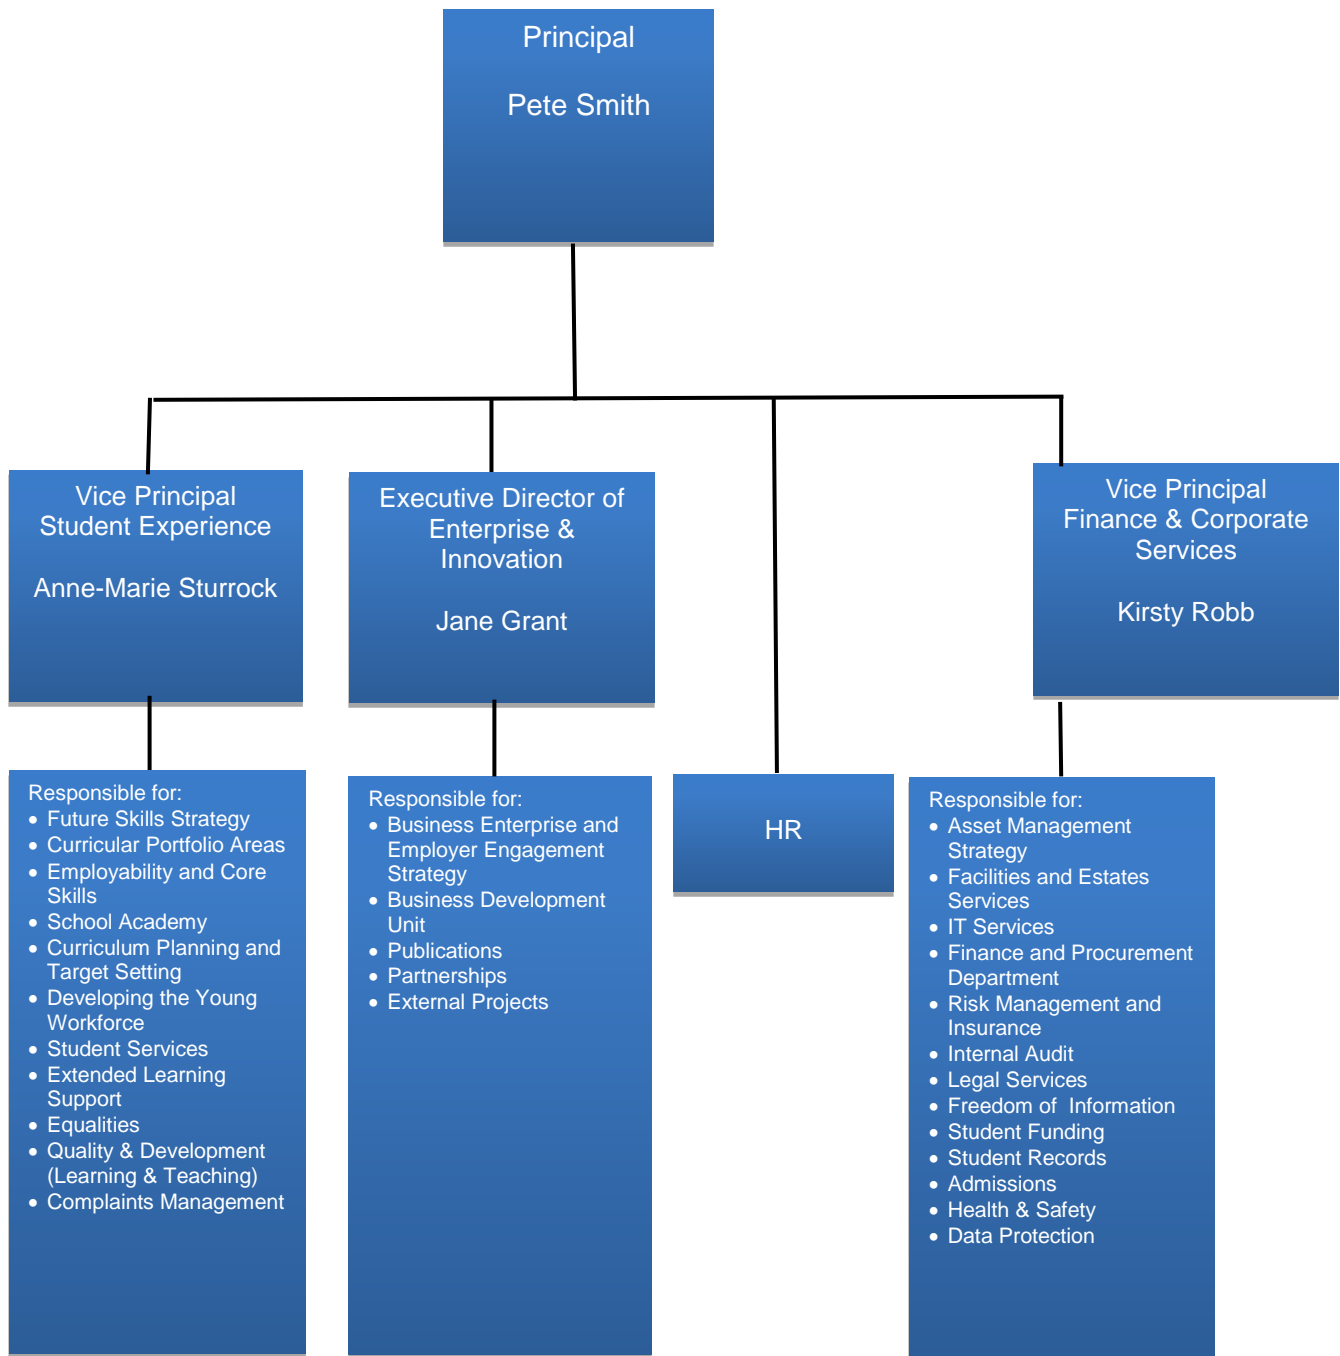 Principal
Pete Smith
Vice Principal
Student Experience
Anne-Marie Sturrock
Executive Director of
Enterprise &
Innovation
Jane Grant
Vice Principal
Finance & Corporate
Services
Kirsty Robb
Responsible for:
• Future Skills Strategy
• Curricular Portfolio Areas
• Employability and Core
Skills
• School Academy
• Curriculum Planning and
Target Setting
• Developing the Young
Workforce
• Student Services
• Extended Learning
Support
• Equalities
• Quality & Development
(Learning & Teaching)
• Complaints Management
Responsible for:
• Business Enterprise and
Employer Engagement
Strategy
• Business Development
Unit
• Publications
• Partnerships
• External Projects
HR
Responsible for:
• Asset Management
Strategy
• Facilities and Estates
Services
• IT Services
• Finance and Procurement
Department
• Risk Management and
Insurance
• Internal Audit
• Legal Services
• Freedom of  Information
• Student Funding
• Student Records
• Admissions
• Health & Safety
• Data Protection